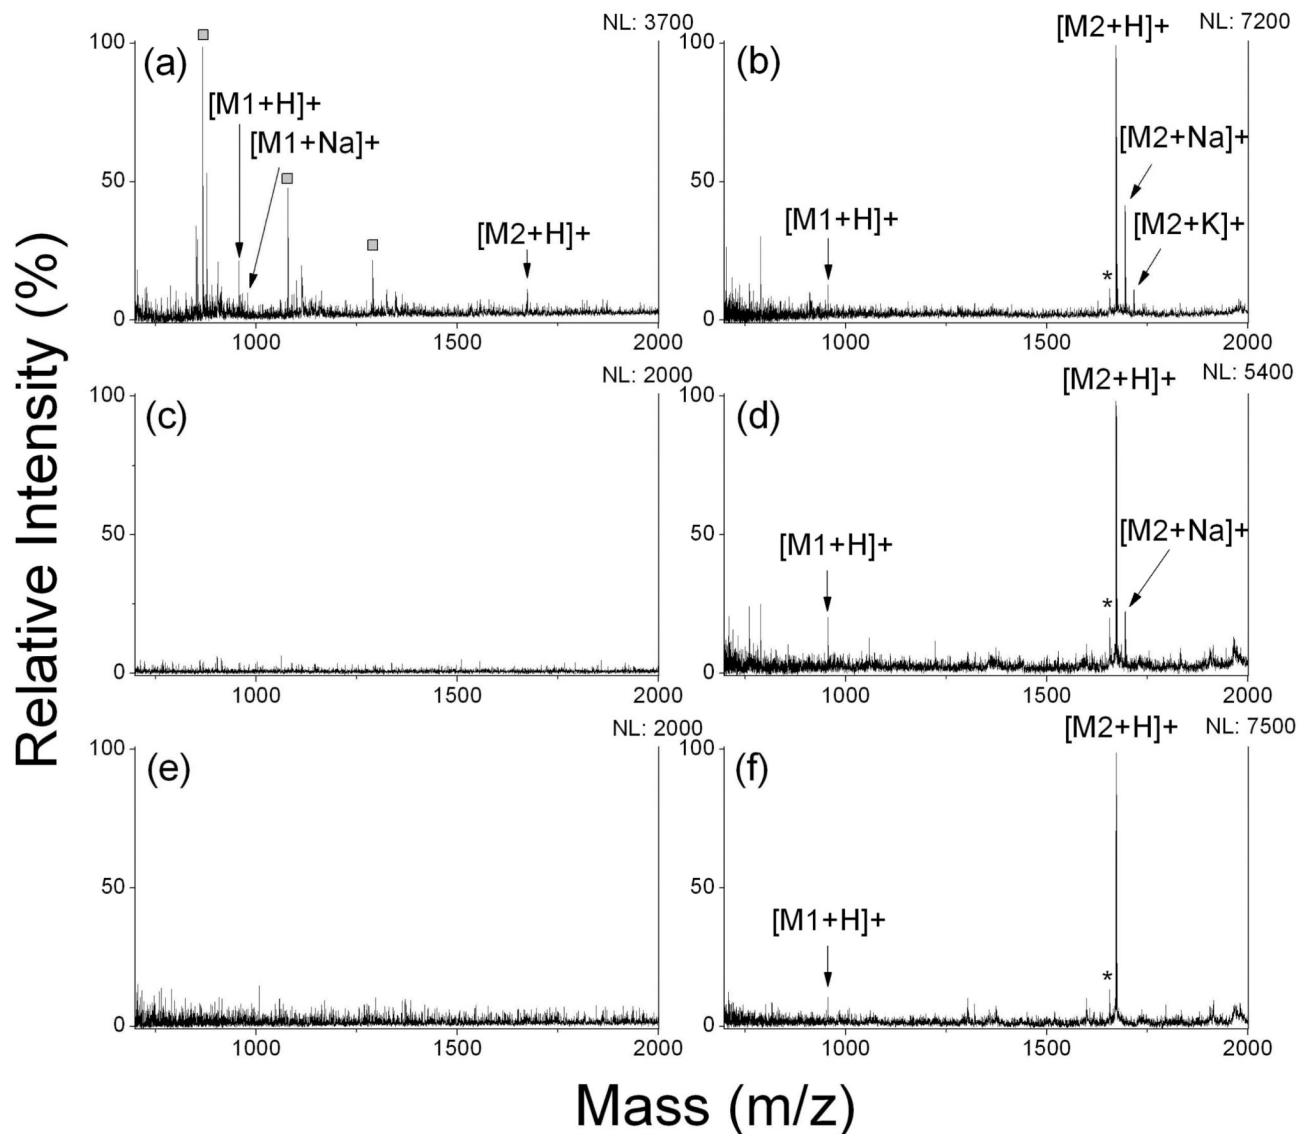 NL: 3700
100
(a)
[M1+H]+
[M1+Na]+
50
[M2+H]+
0
1000
1500
2000
[M2+H]+
NL: 7200
100
(b)
[M2+Na]+
50
[M2+K]+
[M1+H]+
*
0
1000
1500
2000
NL: 2000
100
(c)
50
0
1000
1500
2000
[M2+H]+
NL: 5400
100
(d)
50
[M2+Na]+
[M1+H]+
*
0
1000
1500
2000
NL: 2000
100
(e)
50
0
1000
1500
2000
[M2+H]+
NL: 7500
100
(f)
50
[M1+H]+
*
0
1000
1500
2000
Relative Intensity (%)
Mass (m/z)